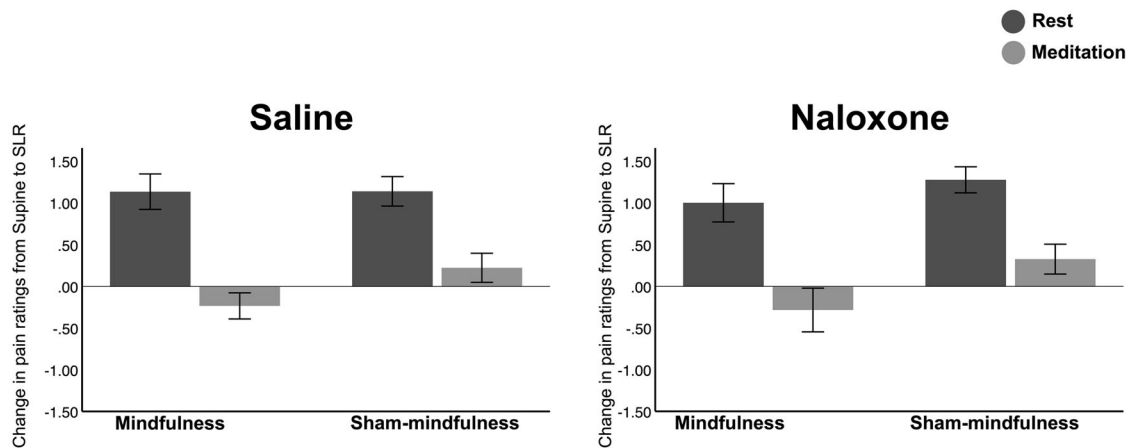 Rest
Meditation
Saline
Change in pain ratings from Supine to SLR
1.50
1.00
.50
.00
-.50
-1.00
-1.50
Mindfulness
Sham-mindfulness
Naloxone
Change in pain ratings from Supine to SLR
1.50
1.00
.50
.00
-.50
-1.00
-1.50
Mindfulness
Sham-mindfulness